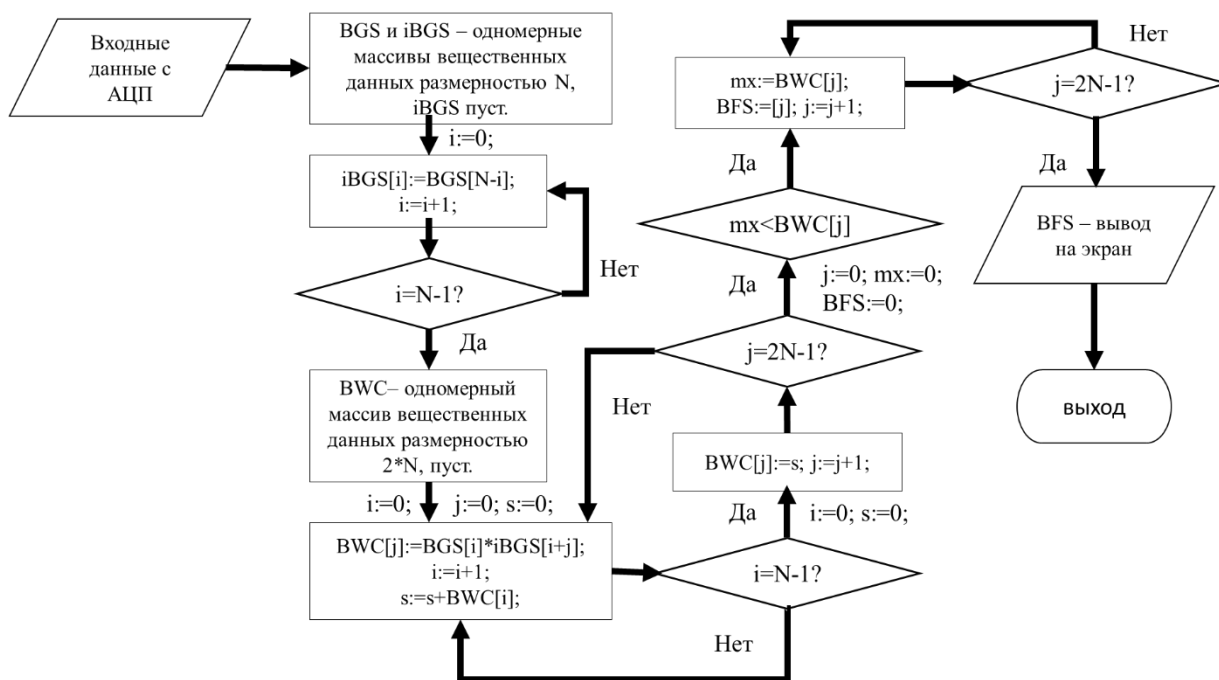 Входные
данные с
АЦП
BGS и iBGS – одномерные
массивы вещественных
данных размерностью N,
iBGS пуст.
i:=0;
iBGS[i]:=BGS[N-i];
i:=i+1;
Нет
i=N-1?
Да
BWC– одномерный
массив вещественных
данных размерностью
2*N, пуст.
i:=0; j:=0; s:=0;
BWC[j]:=BGS[i]*iBGS[i+j];
i:=i+1;
s:=s+BWC[i];
i=N-1?
Нет
Да
i:=0; s:=0;
BWC[j]:=s; j:=j+1;
j=2N-1?
Нет
Да
j:=0; mx:=0;
BFS:=0;
mx<BWC[j]
Да
mx:=BWC[j];
BFS:=[j]; j:=j+1;
Нет
j=2N-1?
Да
BFS – вывод
на экран
выход